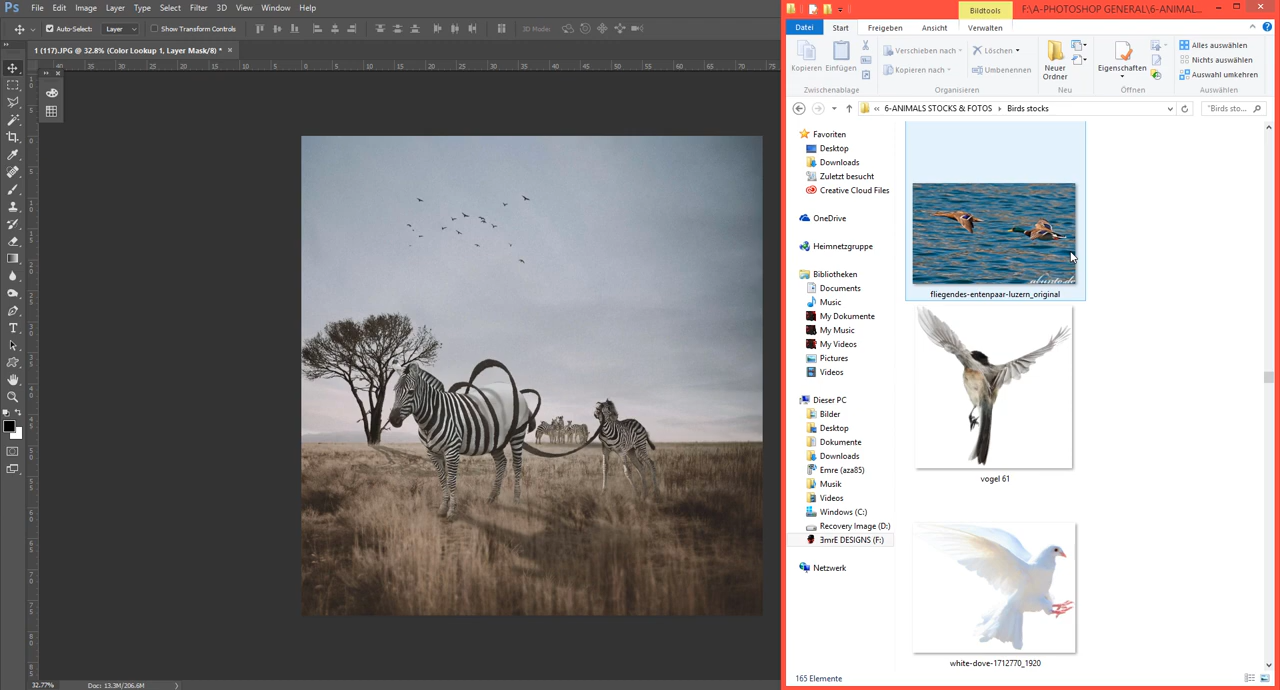 Ps File Edit Image Layer Type Select Filter 3D View Window Help
Auto-Select: Layer Show Transform Controls 3D Mode:
1 (117).JPG @ 32.8% (Color Lookup 1, Layer Mask/8) * ×
32.77% Doc: 13.3M/206.6M
Bildtools F:\A-PHOTOSHOP GENERAL\6-ANIMAL...
Datei Start Freigeben Ansicht Verwalten
Kopieren Einfügen
Verschieben nach
Kopieren nach
Löschen
Umbenennen
Neuer
Ordner
Eigenschaften
Alles auswählen
Nichts auswählen
Auswahl umkehren
Zwischenablage Organisieren Neu Öffnen Auswählen
« 6-ANIMALS STOCKS & FOTOS Birds stocks "Birds sto...
Favoriten
Desktop
Downloads
Zuletzt besucht
Creative Cloud Files
OneDrive
Heimnetzgruppe
Bibliotheken
Documents
Music
My Dokumente
My Music
My Videos
Pictures
Videos
Dieser PC
Bilder
Desktop
Dokumente
Downloads
Emre (aza85)
Musik
Videos
Windows (C:)
Recovery Image (D:)
3mrE DESIGNS (F:)
Netzwerk
fliegendes-entenpaar-luzern_original
vogel 61
white-dove-1712770_1920
165 Elemente